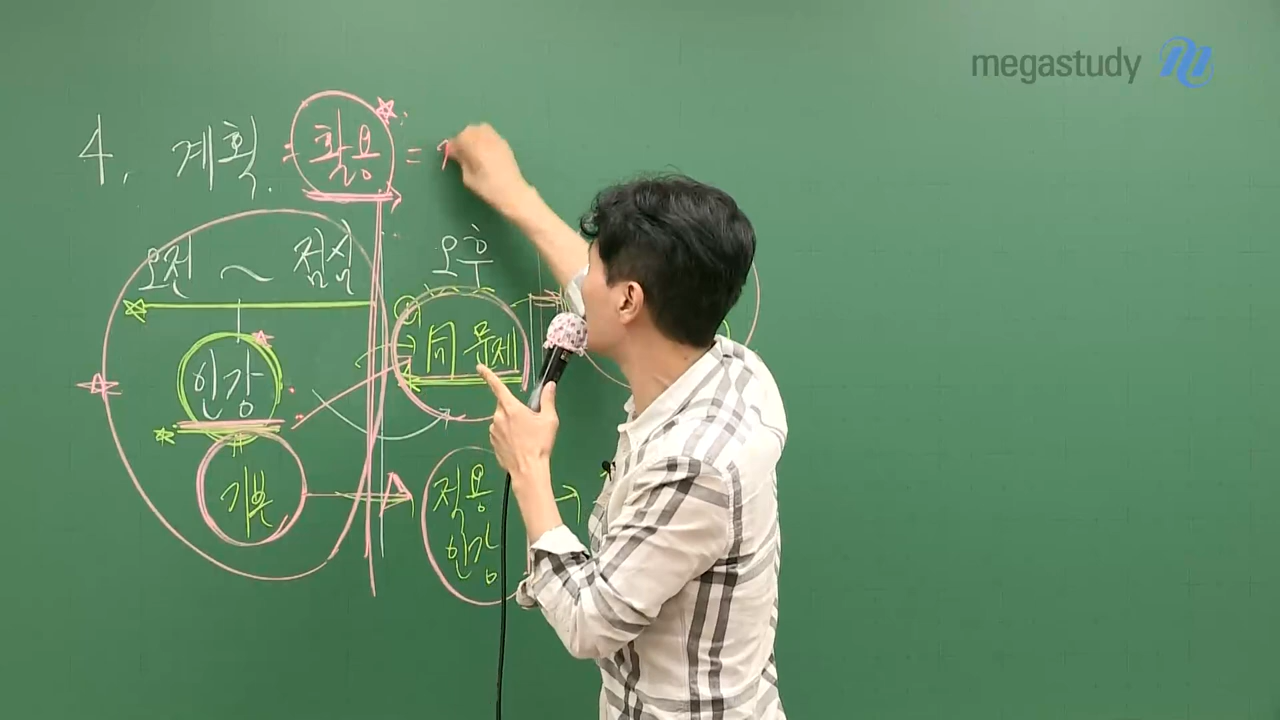 megastudy
4. 계획. = 활용 =
오전 ~ 점심
오후
인강
同 문제
기본
적용
인강